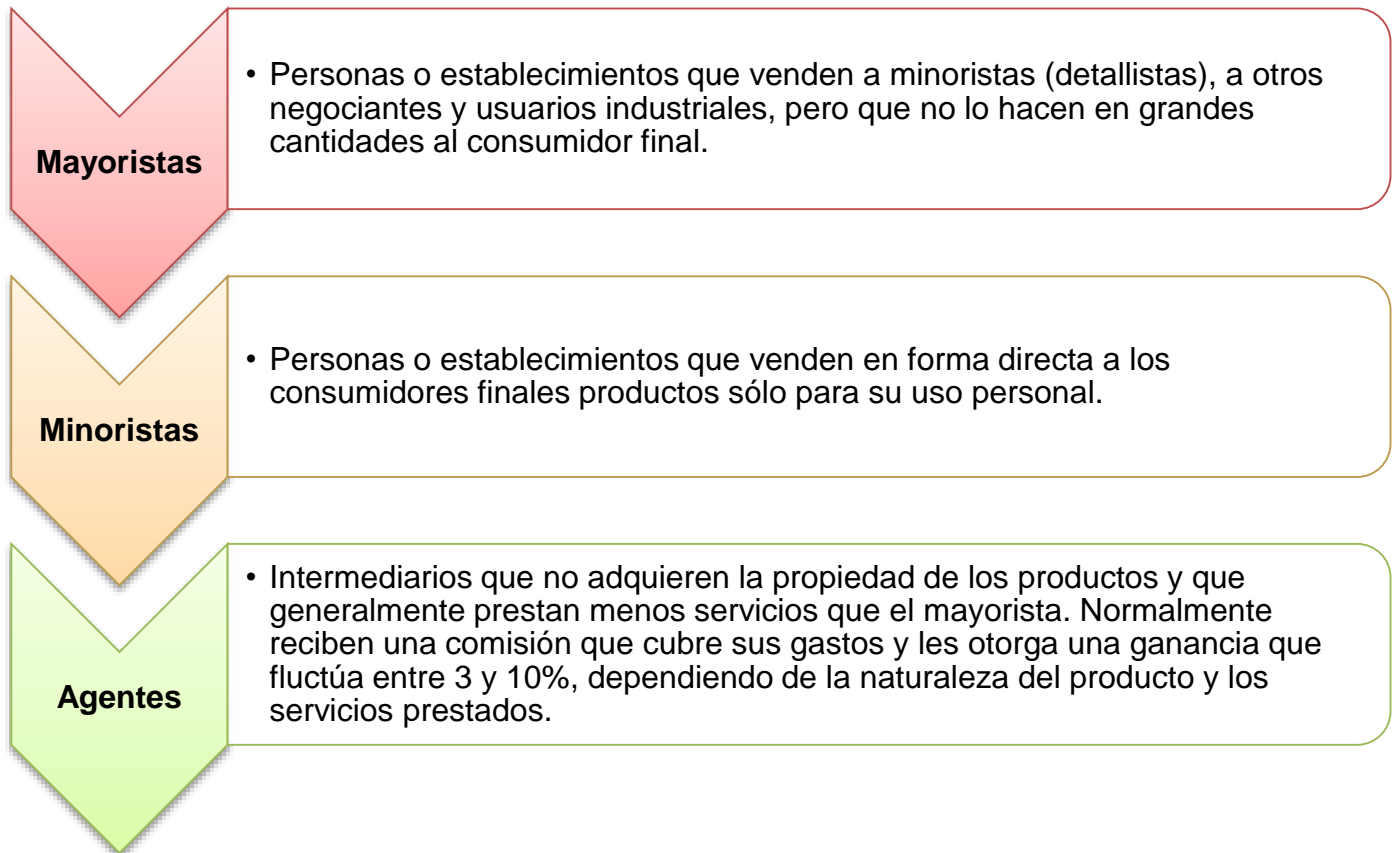 Mayoristas
• Personas o establecimientos que venden a minoristas (detallistas), a otros
negociantes y usuarios industriales, pero que no lo hacen en grandes
cantidades al consumidor final.
Minoristas
• Personas o establecimientos que venden en forma directa a los
consumidores finales productos sólo para su uso personal.
Agentes
• Intermediarios que no adquieren la propiedad de los productos y que
generalmente prestan menos servicios que el mayorista. Normalmente
reciben una comisión que cubre sus gastos y les otorga una ganancia que
fluctúa entre 3 y 10%, dependiendo de la naturaleza del producto y los
servicios prestados.